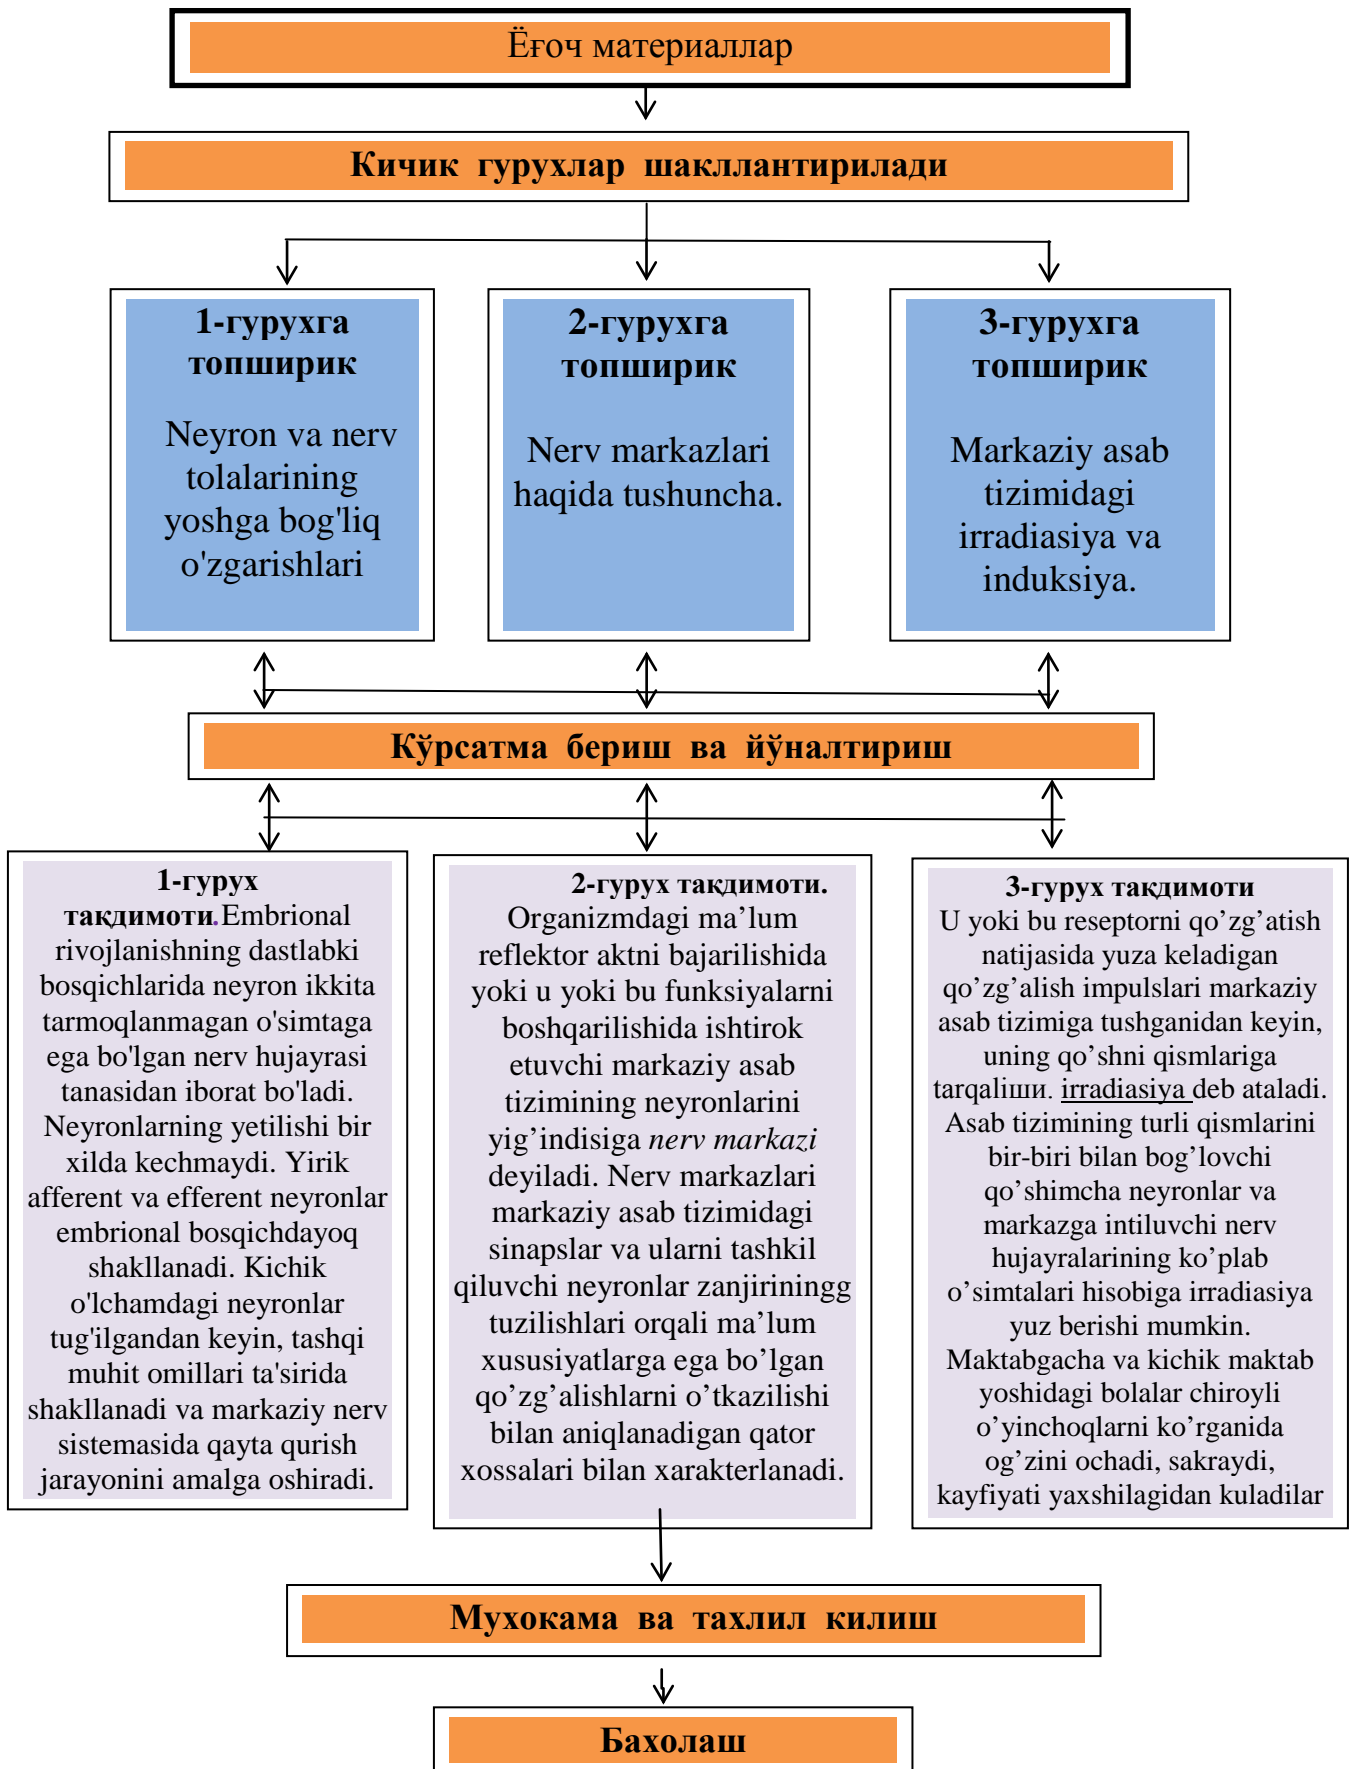 Ёғоч материаллар
Кичик гурухлар шакллантирилади
1-гурухга
топширик
Neyron va nerv
tolalarining
yoshga bog'liq
o'zgarishlari
2-гурухга
топширик
Nerv markazlari
haqida tushuncha.
3-гурухга
топширик
Markaziy asab
tizimidagi
irradiasiya va
induksiya.
Кўрсатма бериш ва йўналтириш
1-гурух
тақдимоти.Embrional
rivojlanishning dastlabki
bosqichlarida neyron ikkita
tarmoqlanmagan o'simtaga
ega bo'lgan nerv hujayrasi
tanasidan iborat bo'ladi.
Neyronlarning yetilishi bir
xilda kechmaydi. Yirik
afferent va efferent neyronlar
embrional bosqichdayoq
shakllanadi. Kichik
o'lchamdagi neyronlar
tug'ilgandan keyin, tashqi
muhit omillari ta'sirida
shakllanadi va markaziy nerv
sistemasida qayta qurish
jarayonini amalga oshiradi.
2-гурух тақдимоти.
Organizmdagi ma’lum
reflektor aktni bajarilishida
yoki u yoki bu funksiyalarni
boshqarilishida ishtirok
etuvchi markaziy asab
tizimining neyronlarini
yig’indisiga nerv markazi
deyiladi. Nerv markazlari
markaziy asab tizimidagi
sinapslar va ularni tashkil
qiluvchi neyronlar zanjiriningg
tuzilishlari orqali ma’lum
xususiyatlarga ega bo’lgan
qo’zg’alishlarni o’tkazilishi
bilan aniqlanadigan qator
xossalari bilan xarakterlanadi.
3-гурух тақдимоти
U yoki bu reseptorni qo’zg’atish
natijasida yuza keladigan
qo’zg’alish impulslari markaziy
asab tizimiga tushganidan keyin,
uning qo’shni qismlariga
tarqaliши. irradiasiya deb ataladi.
Asab tizimining turli qismlarini
bir-biri bilan bog’lovchi
qo’shimcha neyronlar va
markazga intiluvchi nerv
hujayralarining ko’plab
o’simtalari hisobiga irradiasiya
yuz berishi mumkin.
Maktabgacha va kichik maktab
yoshidagi bolalar chiroyli
o’yinchoqlarni ko’rganida
og’zini ochadi, sakraydi,
kayfiyati yaxshilagidan kuladilar
Мухокама ва тахлил килиш
Бахолаш